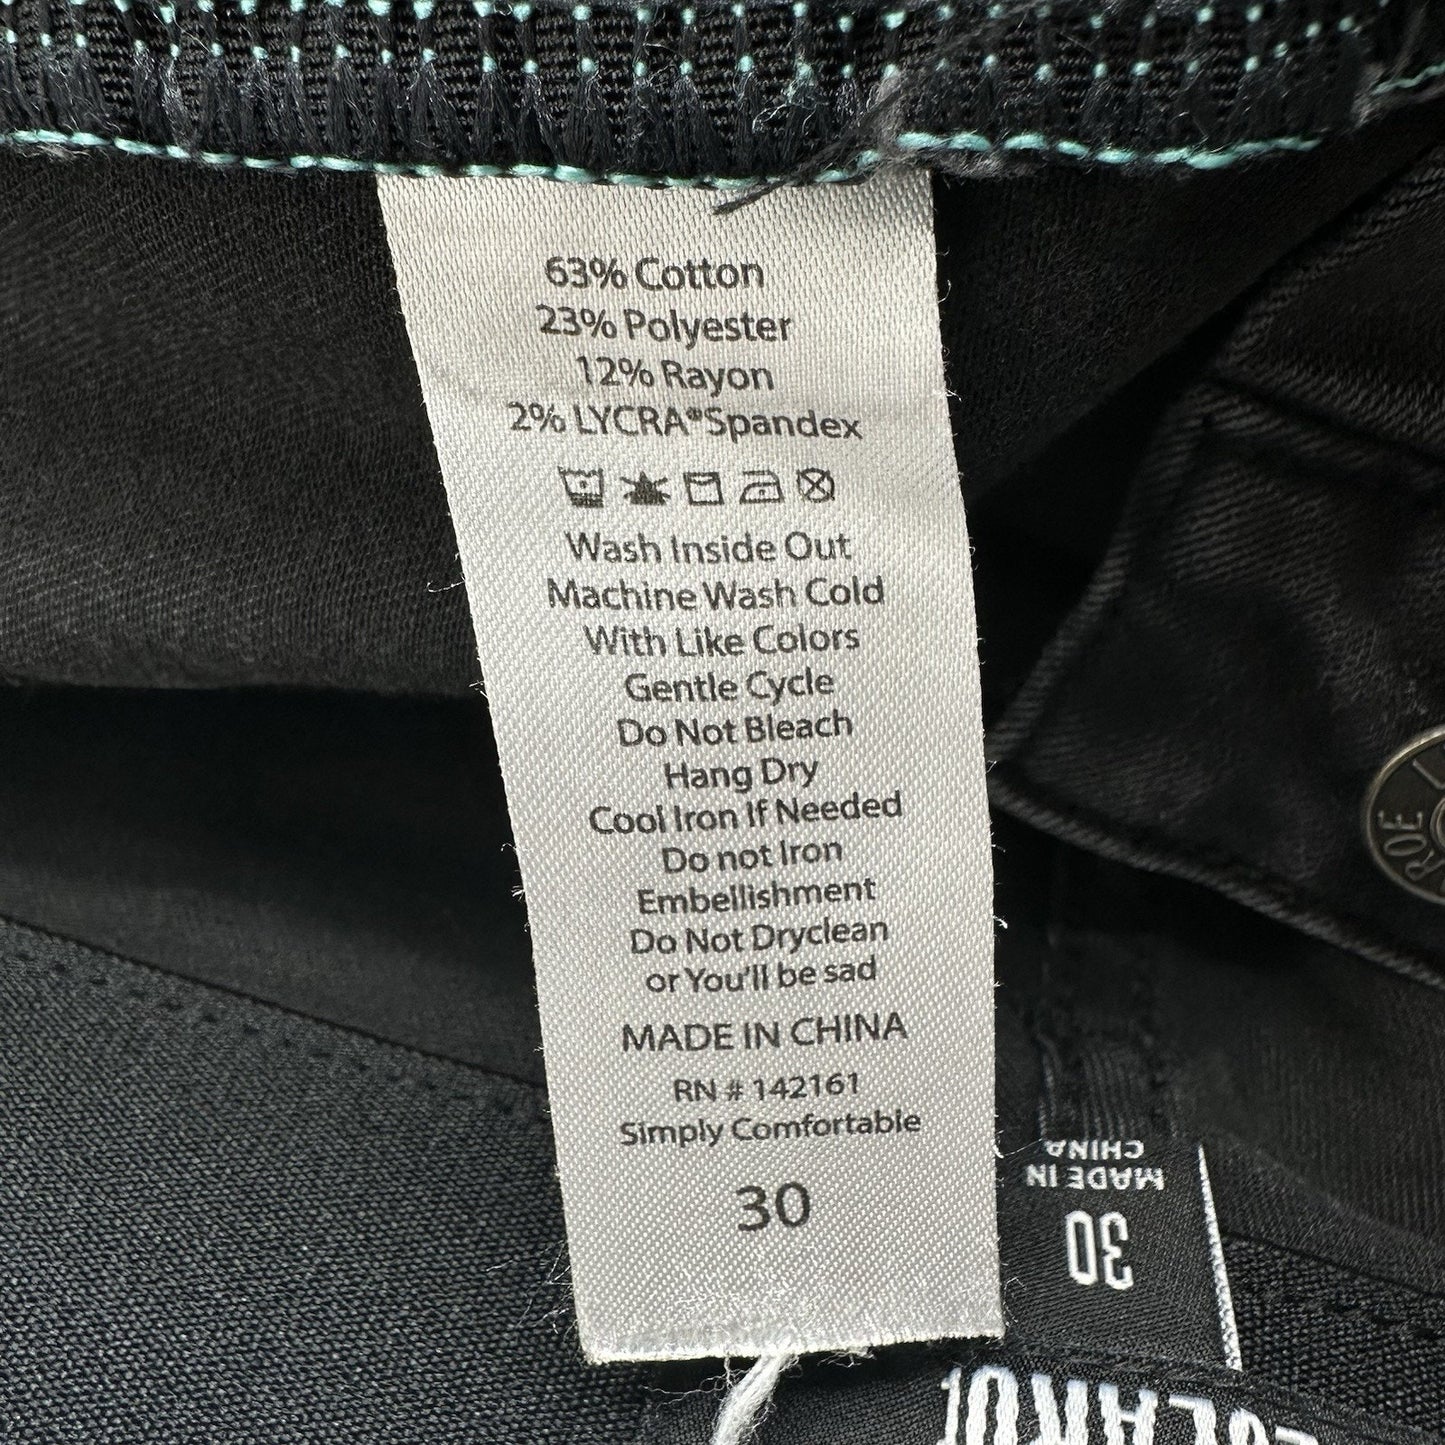 63% Cotton
23% Polyester
12% Rayon
2% LYCRA®Spandex
Wash Inside Out
Machine Wash Cold
With Like Colors
Gentle Cycle
Do Not Bleach
Hang Dry
Cool Iron If Needed
Do not Iron
Embellishment
Do Not Dryclean
or You'll be sad
MADE IN CHINA
RN # 142161
Simply Comfortable
30
30
MADE IN
CHINA